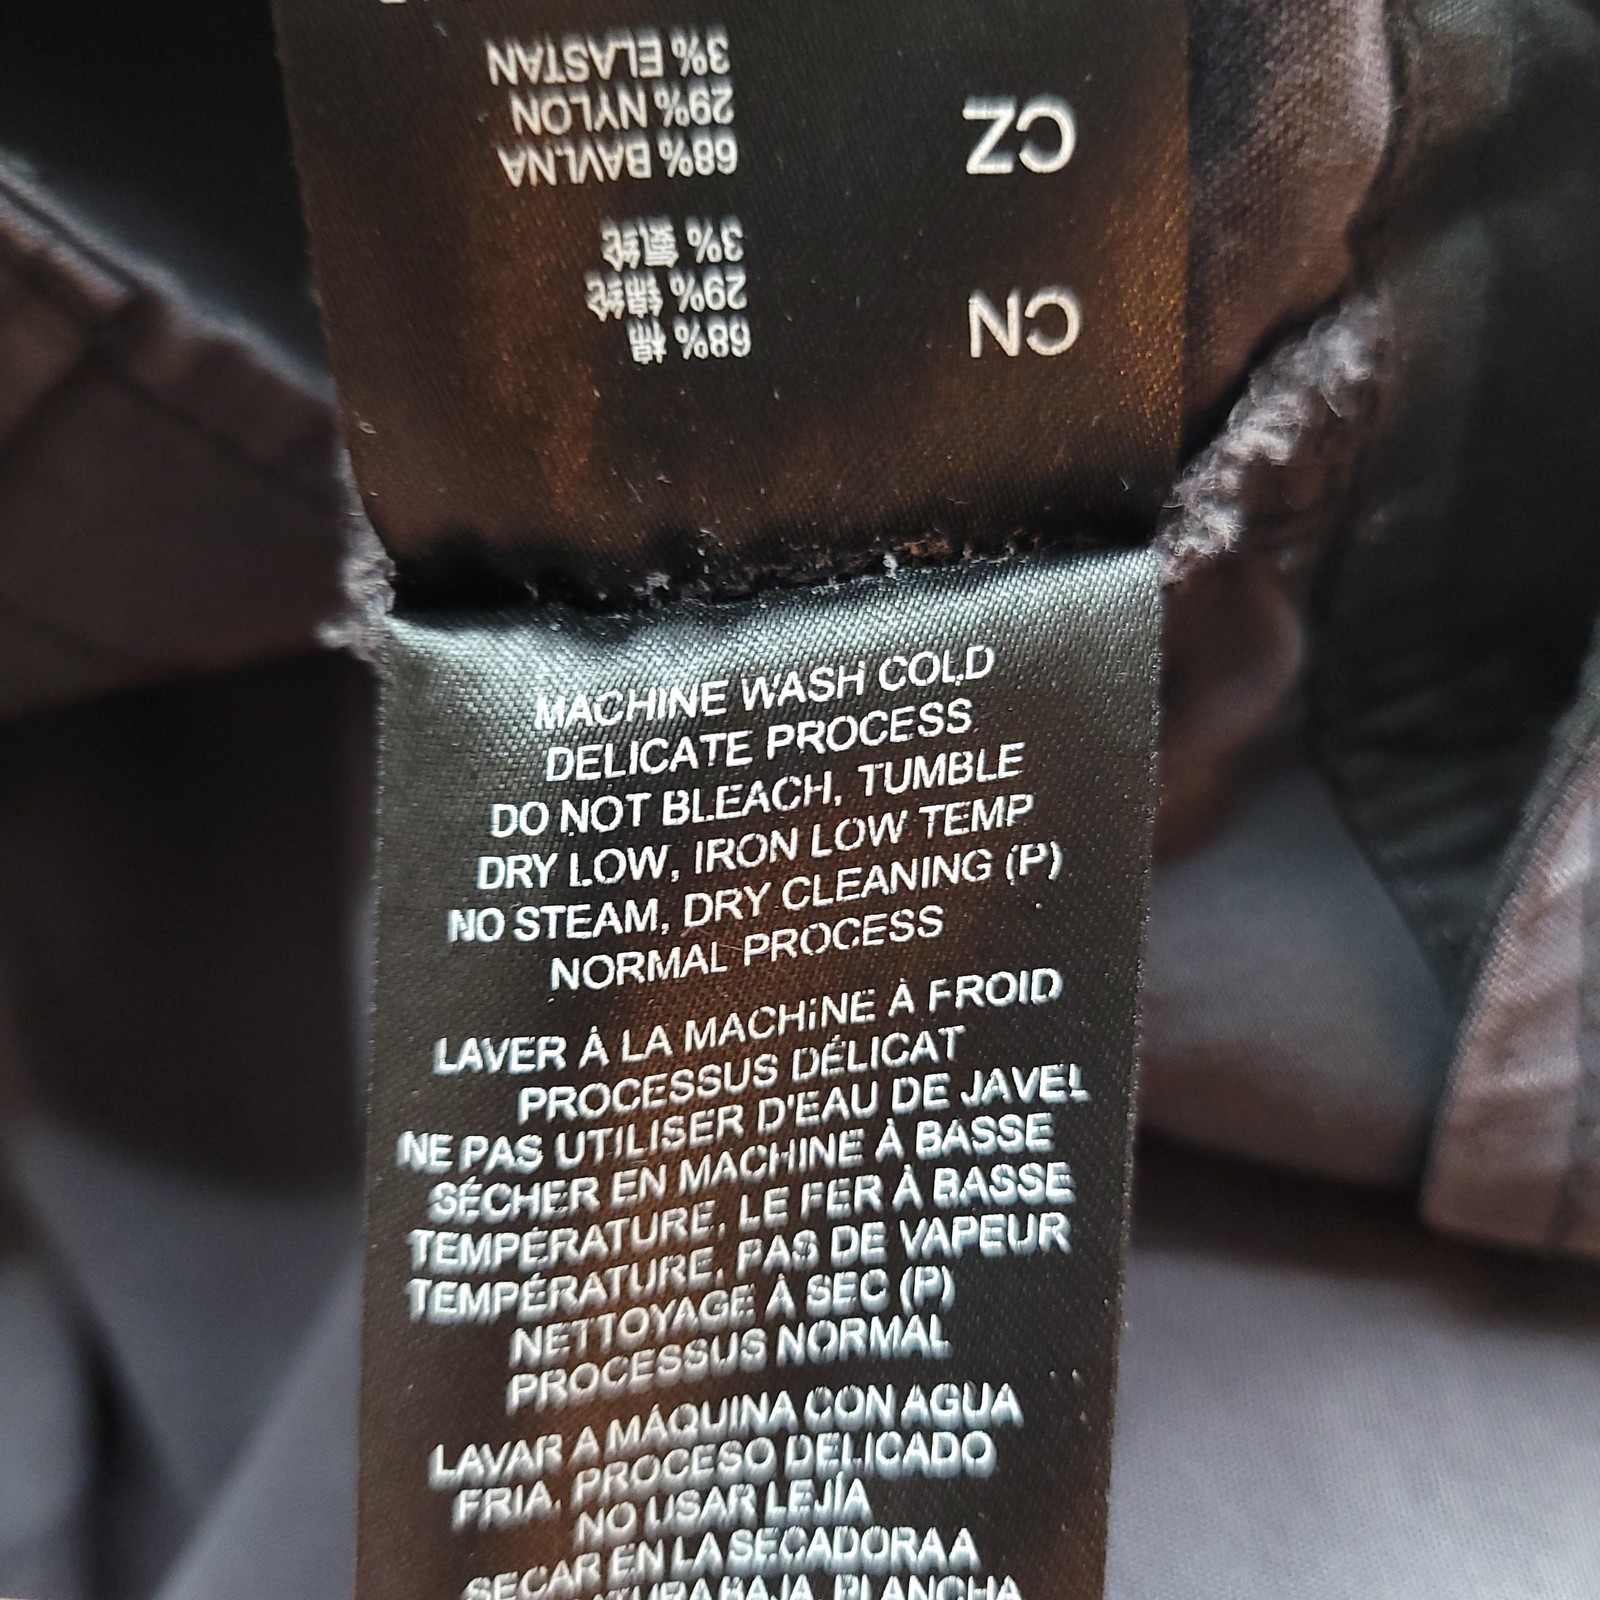 CN
68% 棉
29% 锦纶
3% 氨纶
CZ
68% BAVLNA
29% NYLON
3% ELASTAN
MACHINE WASH COLD
DELICATE PROCESS
DO NOT BLEACH, TUMBLE
DRY LOW, IRON LOW TEMP
NO STEAM, DRY CLEANING (P)
NORMAL PROCESS
LAVER À LA MACHINE À FROID
PROCESSUS DÉLICAT
NE PAS UTILISER D'EAU DE JAVEL
SÉCHER EN MACHINE À BASSE
TEMPÉRATURE, LE FER À BASSE
TEMPÉRATURE, PAS DE VAPEUR
NETTOYAGE À SEC (P)
PROCESSUS NORMAL
LAVAR A MÁQUINA CON AGUA
FRIA, PROCESO DELICADO
NO USAR LEJÍA
SECAR EN LA SECADORA A
BAJA, PLANCHA